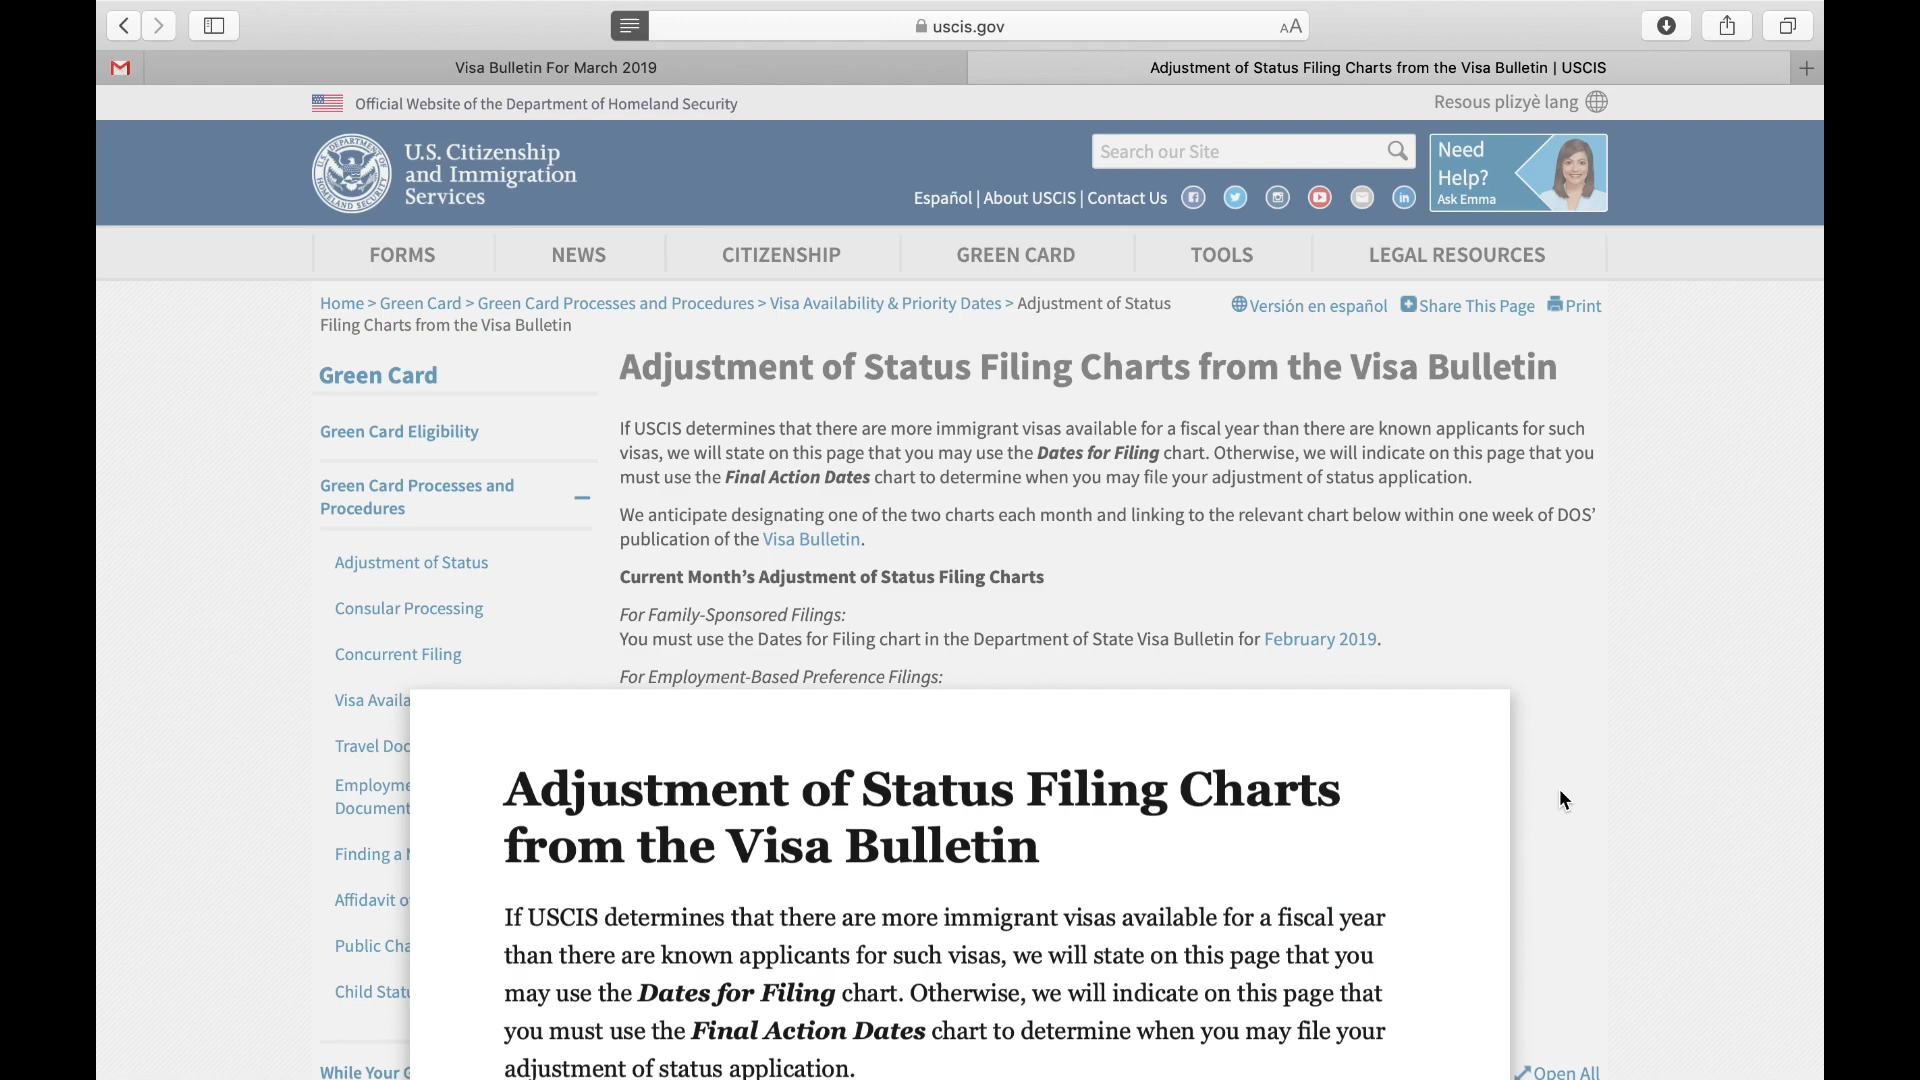 uscis.gov
AA
Visa Bulletin For March 2019
Adjustment of Status Filing Charts from the Visa Bulletin | USCIS
Official Website of the Department of Homeland Security
Resous plizyè lang
U.S. Citizenship
and Immigration
Services
Search our Site
Need
Help?
Ask Emma
Español | About USCIS | Contact Us
FORMS
NEWS
CITIZENSHIP
GREEN CARD
TOOLS
LEGAL RESOURCES
Home > Green Card > Green Card Processes and Procedures > Visa Availability & Priority Dates > Adjustment of Status
Filing Charts from the Visa Bulletin
Versión en español
Share This Page
Print
Green Card
Green Card Eligibility
Green Card Processes and
Procedures
Adjustment of Status
Consular Processing
Concurrent Filing
Visa Availa
Travel Doc
Employme
Document
Finding a
Affidavit o
Public Cha
Child Statu
While Your
Adjustment of Status Filing Charts from the Visa Bulletin
If USCIS determines that there are more immigrant visas available for a fiscal year than there are known applicants for such
visas, we will state on this page that you may use the Dates for Filing chart. Otherwise, we will indicate on this page that you
must use the Final Action Dates chart to determine when you may file your adjustment of status application.
We anticipate designating one of the two charts each month and linking to the relevant chart below within one week of DOS’
publication of the Visa Bulletin.
Current Month’s Adjustment of Status Filing Charts
For Family-Sponsored Filings:
You must use the Dates for Filing chart in the Department of State Visa Bulletin for February 2019.
For Employment-Based Preference Filings:
Adjustment of Status Filing Charts
from the Visa Bulletin
If USCIS determines that there are more immigrant visas available for a fiscal year
than there are known applicants for such visas, we will state on this page that you
may use the Dates for Filing chart. Otherwise, we will indicate on this page that
you must use the Final Action Dates chart to determine when you may file your
adjustment of status application.
Open All